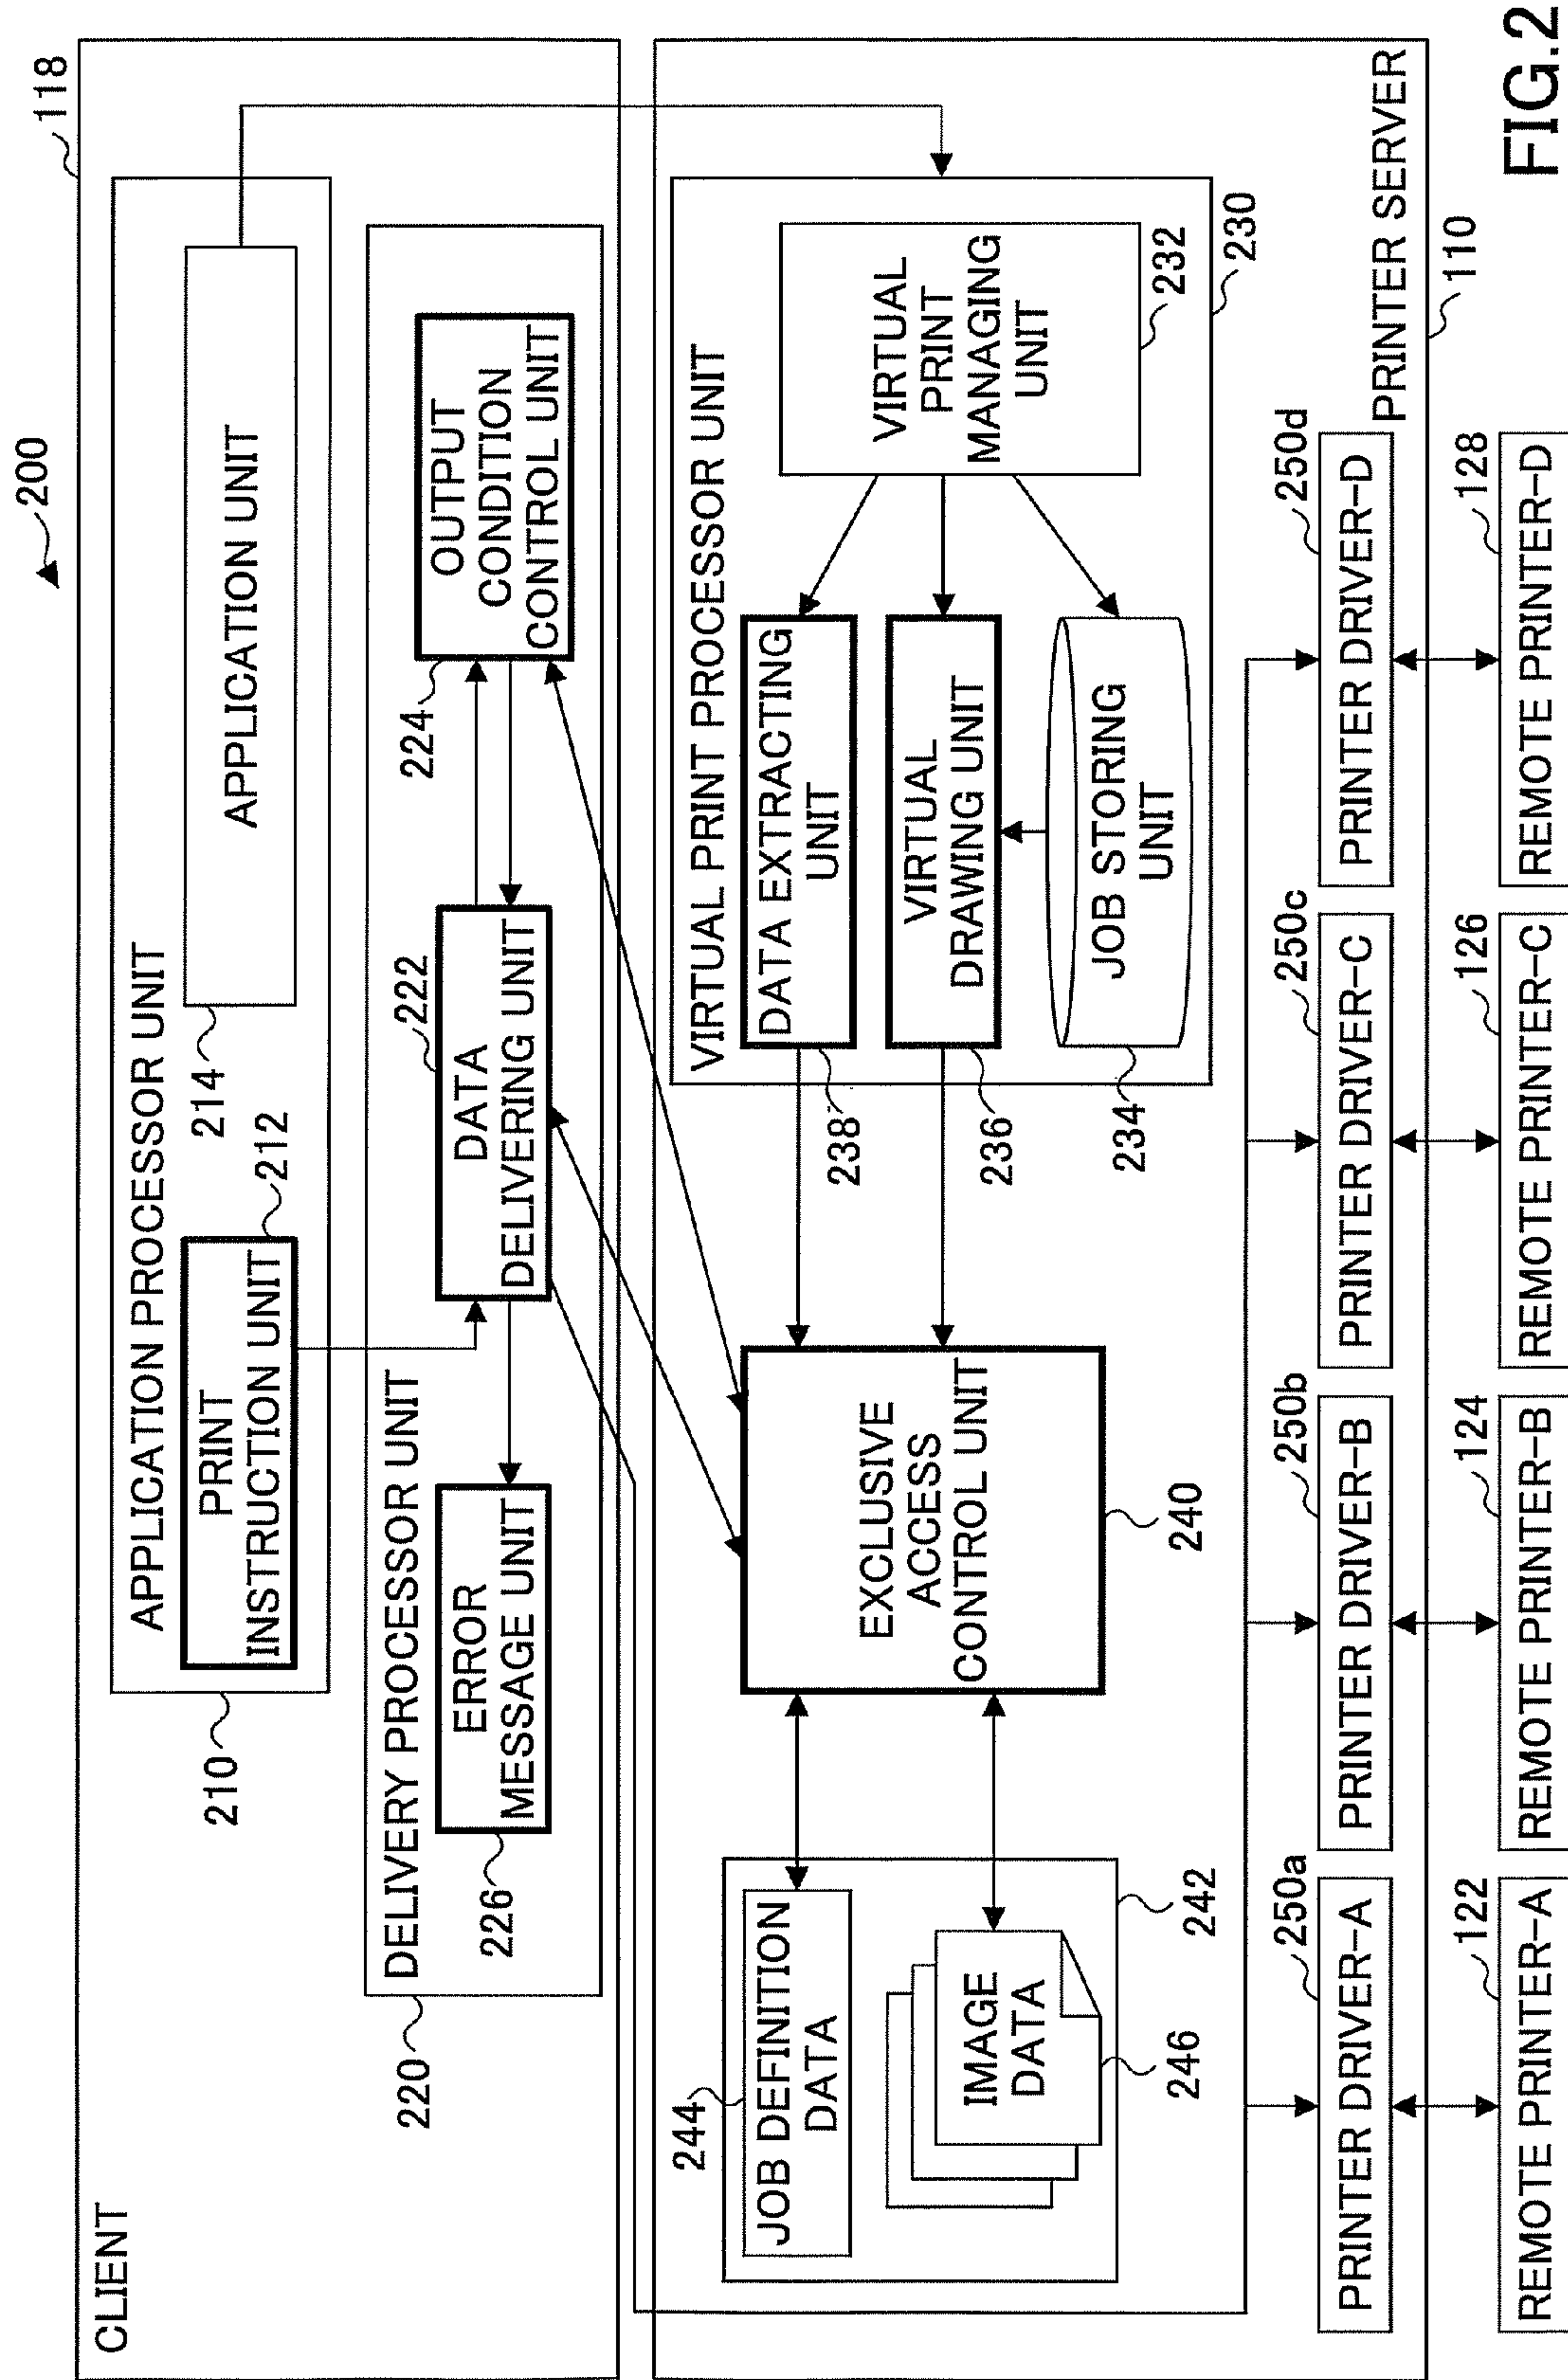 200
118
CLIENT
APPLICATION PROCESSOR UNIT
210
PRINT
INSTRUCTION UNIT
212
214
APPLICATION UNIT
220
DELIVERY PROCESSOR UNIT
226
ERROR
MESSAGE UNIT
DATA
DELIVERING UNIT
222
224
OUTPUT
CONDITION
CONTROL UNIT
244
JOB DEFINITION
DATA
IMAGE
DATA
246
242
EXCLUSIVE
ACCESS
CONTROL UNIT
240
VIRTUAL PRINT PROCESSOR UNIT
DATA EXTRACTING
UNIT
238
VIRTUAL
DRAWING UNIT
236
JOB STORING
UNIT
234
VIRTUAL
PRINT
MANAGING
UNIT
232
230
250a
PRINTER DRIVER-A
250b
PRINTER DRIVER-B
250c
PRINTER DRIVER-C
250d
PRINTER DRIVER-D
PRINTER SERVER
110
122
REMOTE PRINTER-A
124
REMOTE PRINTER-B
126
REMOTE PRINTER-C
128
REMOTE PRINTER-D
FIG.2